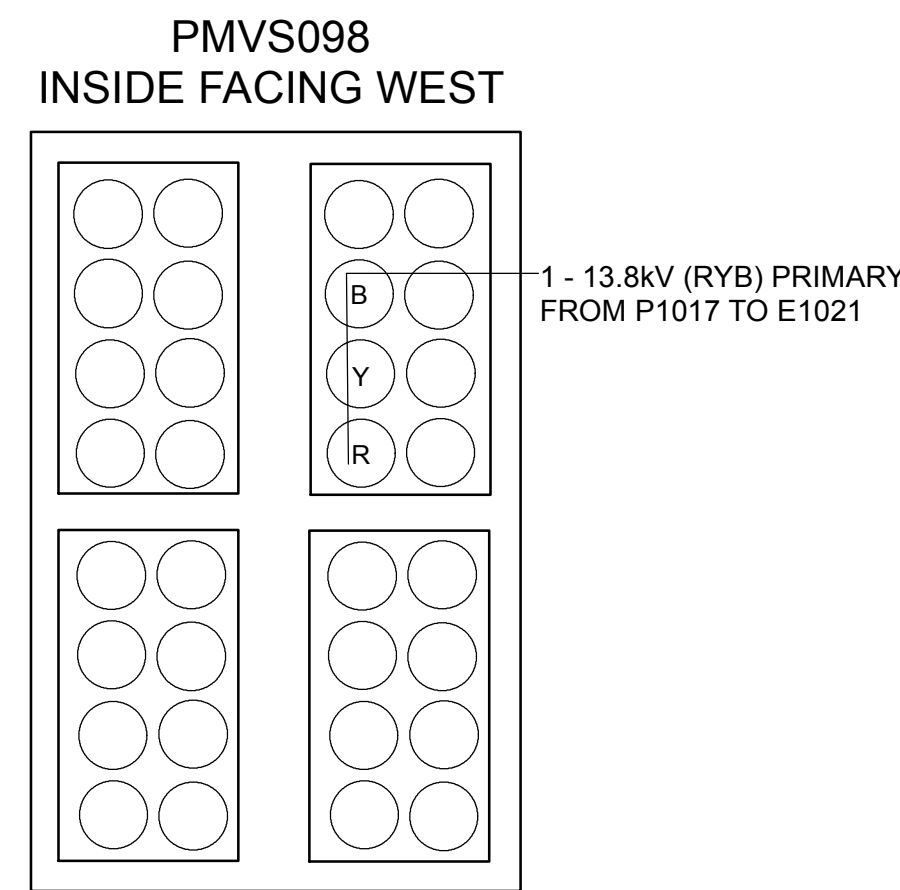 PMVS098
INSIDE FACING WEST
1 - 13.8kV (RYB) PRIMARY
FROM P1017 TO E1021
B
Y
R